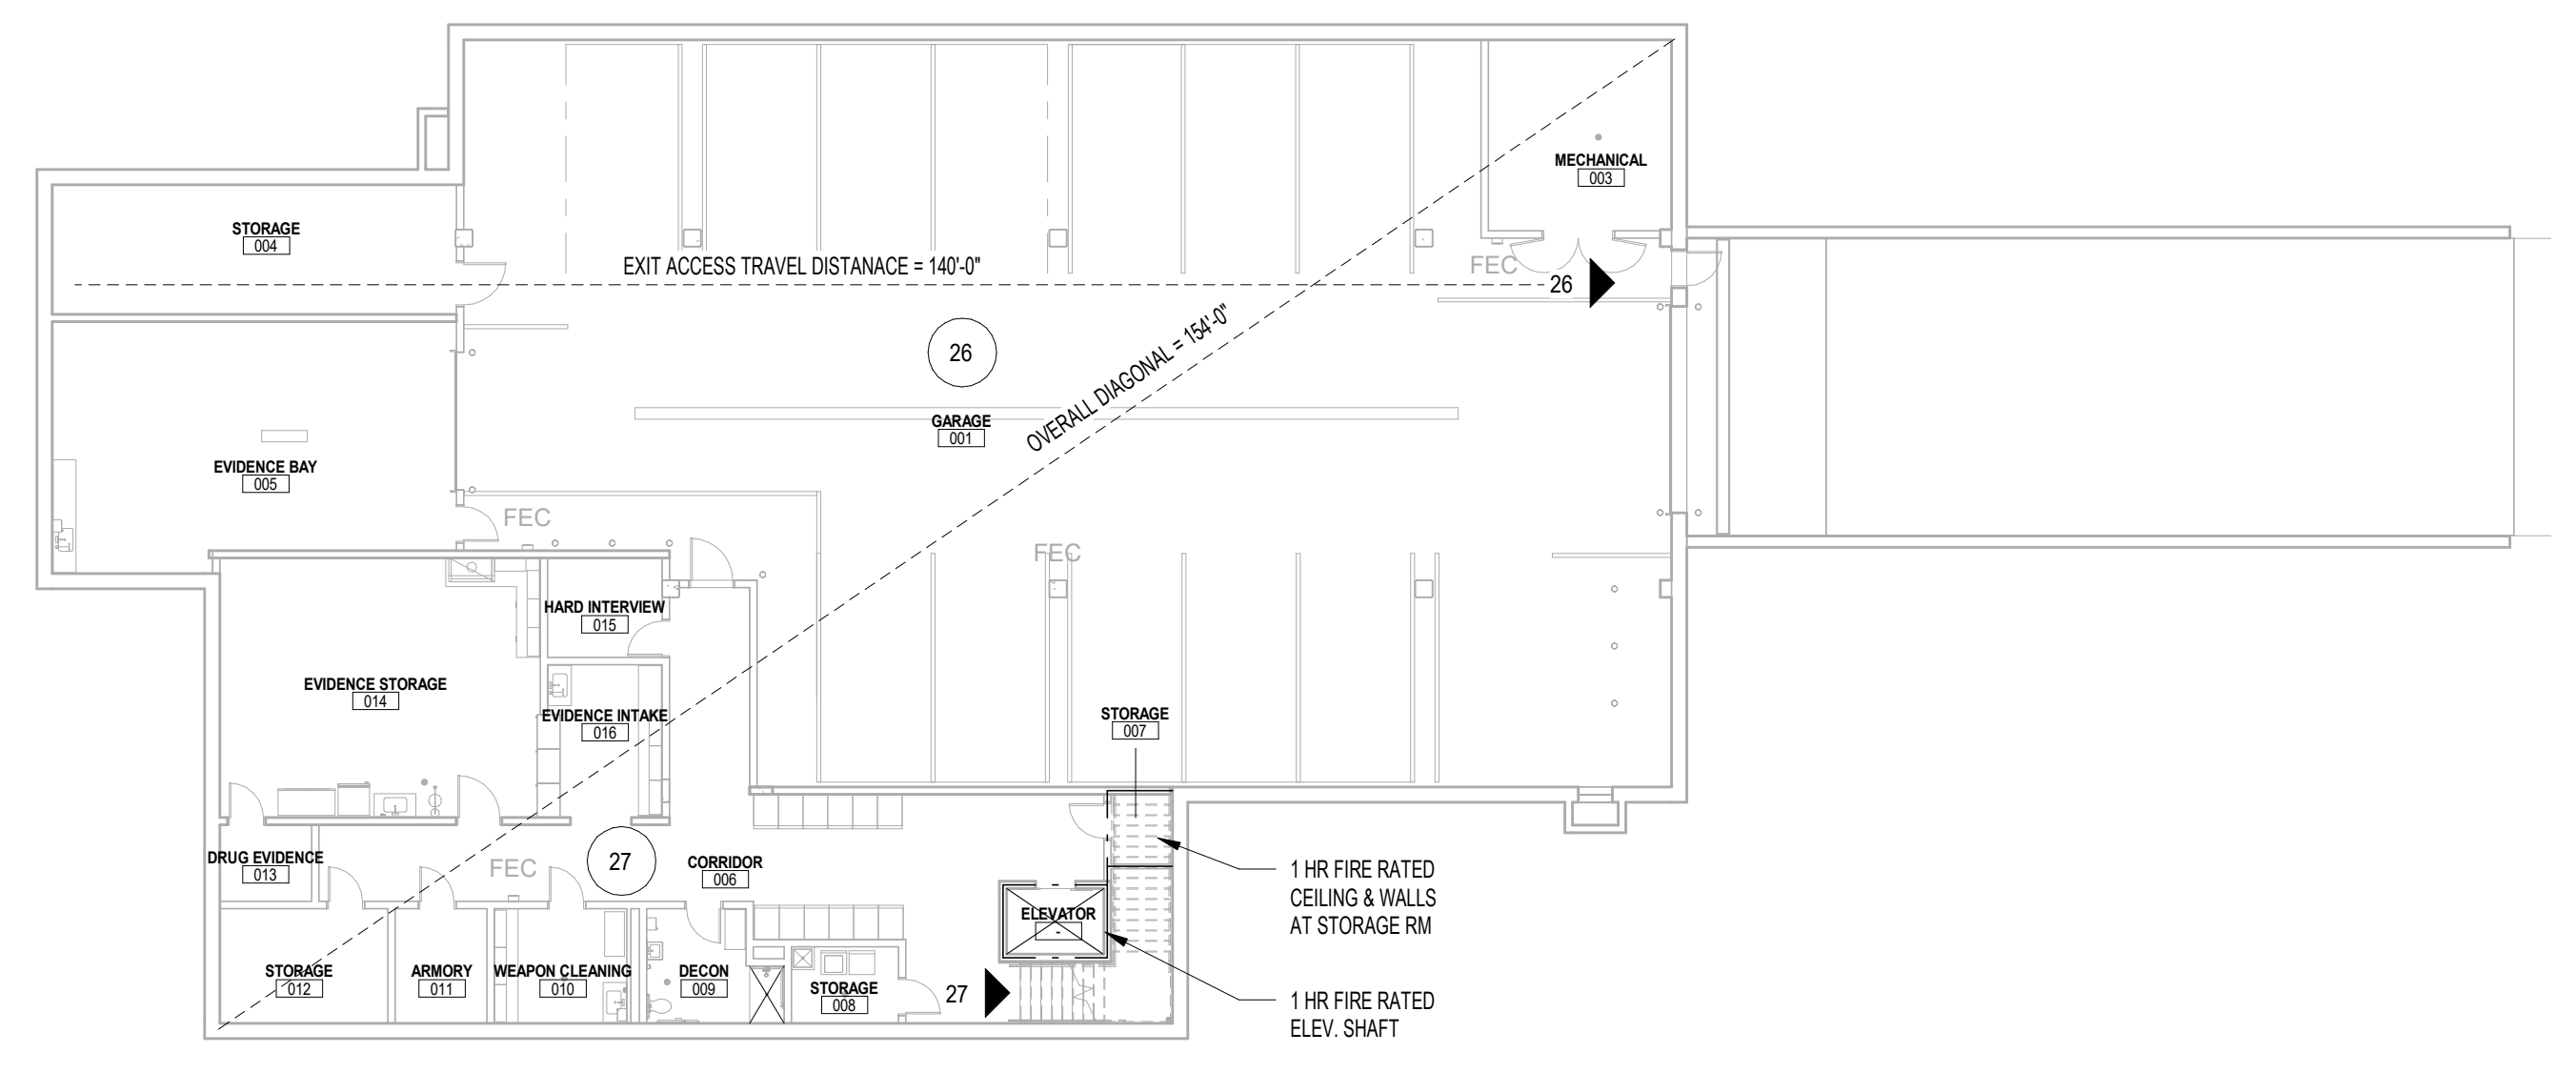 MECHANICAL
003
STORAGE
004
EXIT ACCESS TRAVEL DISTANACE = 140'-0"
FEC
26
26
OVERALL DIAGONAL = 154'-0"
GARAGE
001
EVIDENCE BAY
005
FEC
FEC
HARD INTERVIEW
015
EVIDENCE STORAGE
014
EVIDENCE INTAKE
016
STORAGE
007
DRUG EVIDENCE
013
FEC
27
CORRIDOR
006
1 HR FIRE RATED
CEILING & WALLS
AT STORAGE RM
ELEVATOR
-
STORAGE
012
ARMORY
011
WEAPON CLEANING
010
DECON
009
STORAGE
008
27
1 HR FIRE RATED
ELEV. SHAFT